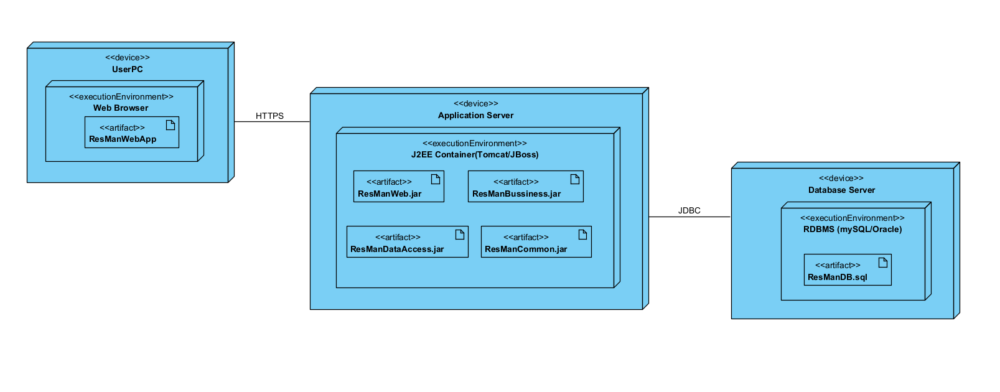 <<device>>
UserPC
<<executionEnvironment>>
Web Browser
<<artifact>>
ResManWebApp
HTTPS
<<device>>
Application Server
<<executionEnvironment>>
J2EE Container(Tomcat/JBoss)
<<artifact>>
ResManWeb.jar
<<artifact>>
ResManBussiness.jar
<<artifact>>
ResManDataAccess.jar
<<artifact>>
ResManCommon.jar
JDBC
<<device>>
Database Server
<<executionEnvironment>>
RDBMS (mySQL/Oracle)
<<artifact>>
ResManDB.sql